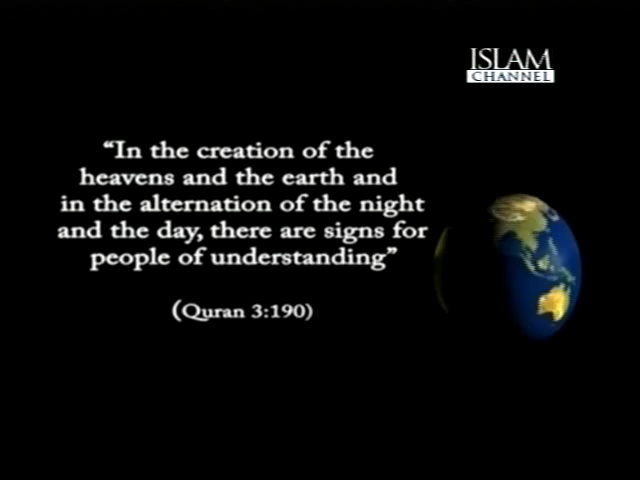 ISLAM
CHANNEL
“In the creation of the
heavens and the earth and
in the alternation of the night
and the day, there are signs for
people of understanding”
(Quran 3:190)